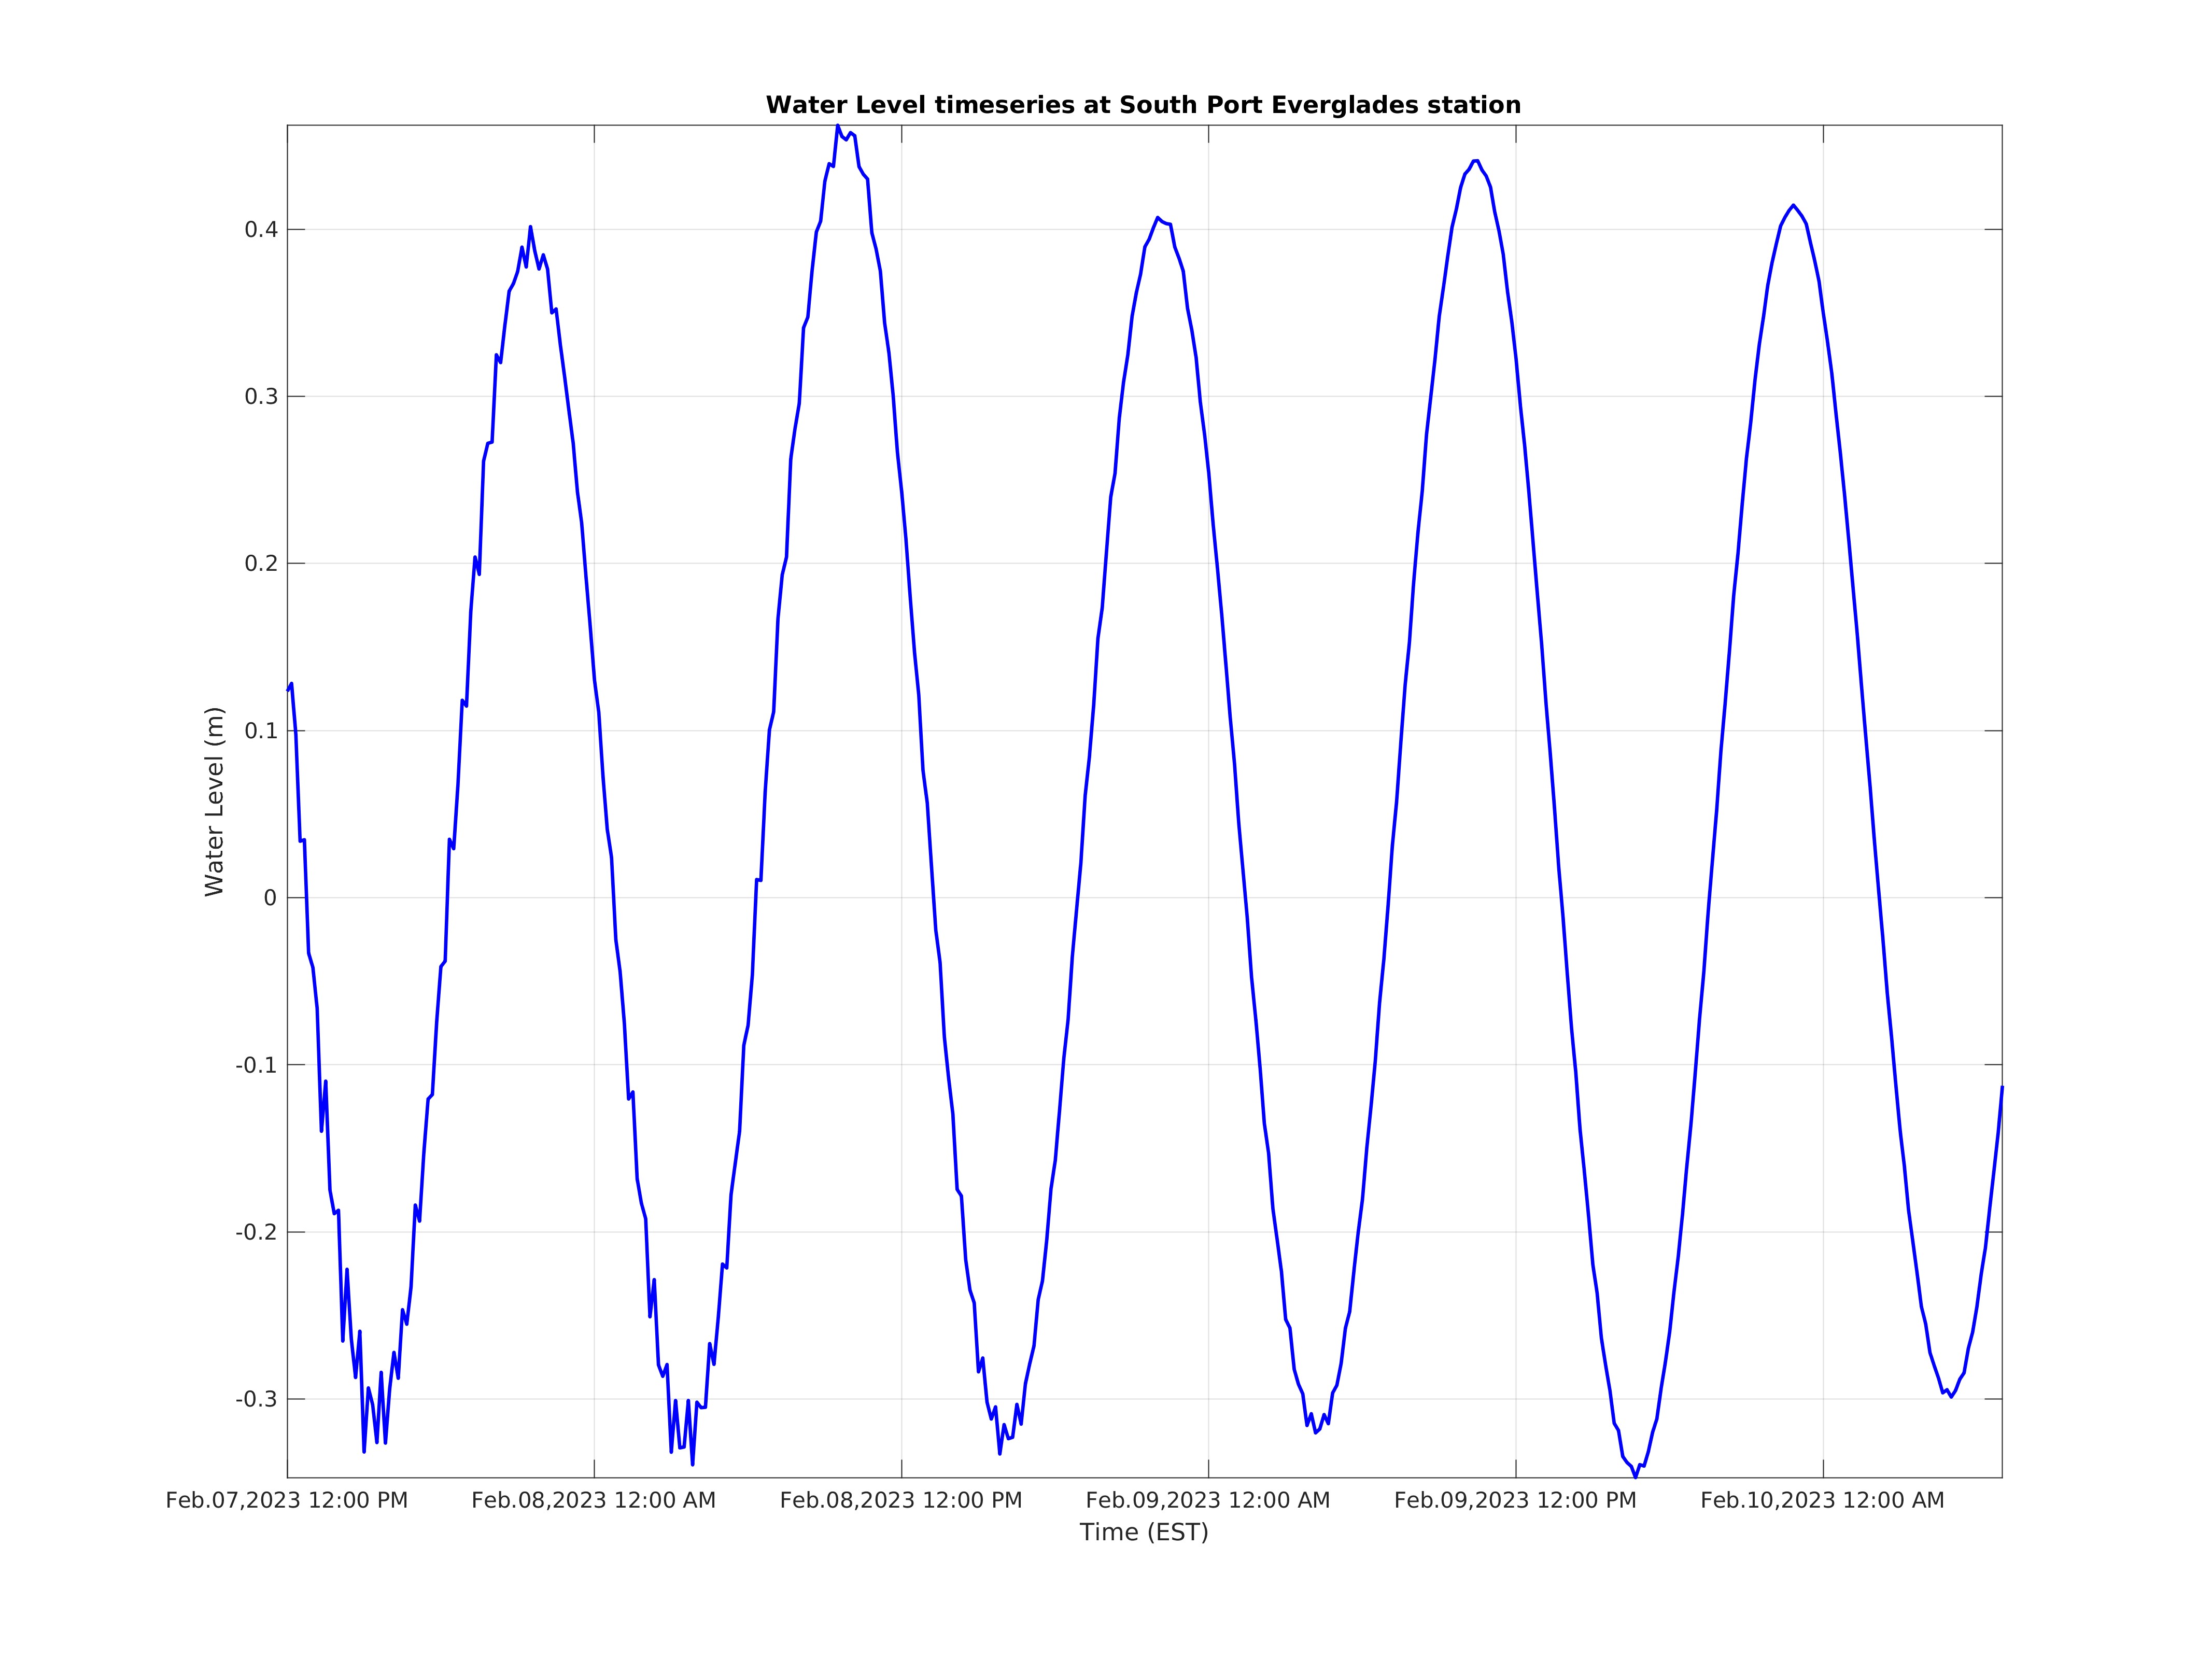 Water Level timeseries at South Port Everglades station
0.4
0.3
0.2
0.1
0
-0.1
-0.2
-0.3
Water Level (m)
Feb.07,2023 12:00 PM Feb.08,2023 12:00 AM Feb.08,2023 12:00 PM Feb.09,2023 12:00 AM Feb.09,2023 12:00 PM Feb.10,2023 12:00 AM
Time (EST)